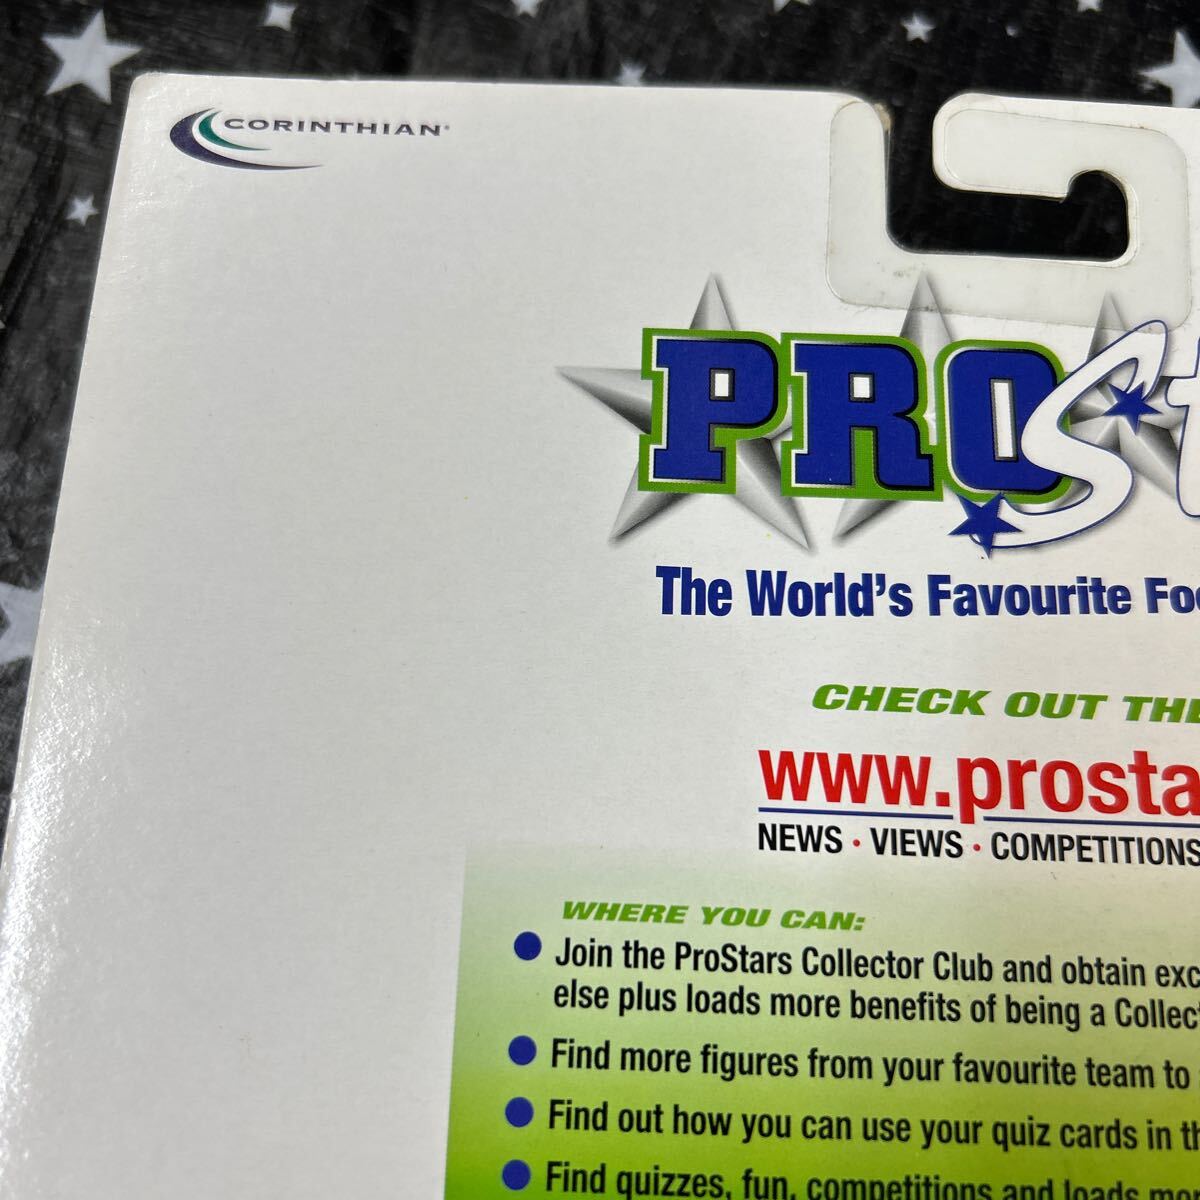 CORINTHIAN
PROSt
The World's Favourite Foo
CHECK OUT THE
www.prosta
NEWS • VIEWS • COMPETITIONS
WHERE YOU CAN:
• Join the ProStars Collector Club and obtain exc
else plus loads more benefits of being a Collect
• Find more figures from your favourite team to
• Find out how you can use your quiz cards in th
• Find quizzes, fun, competitions and loads mor